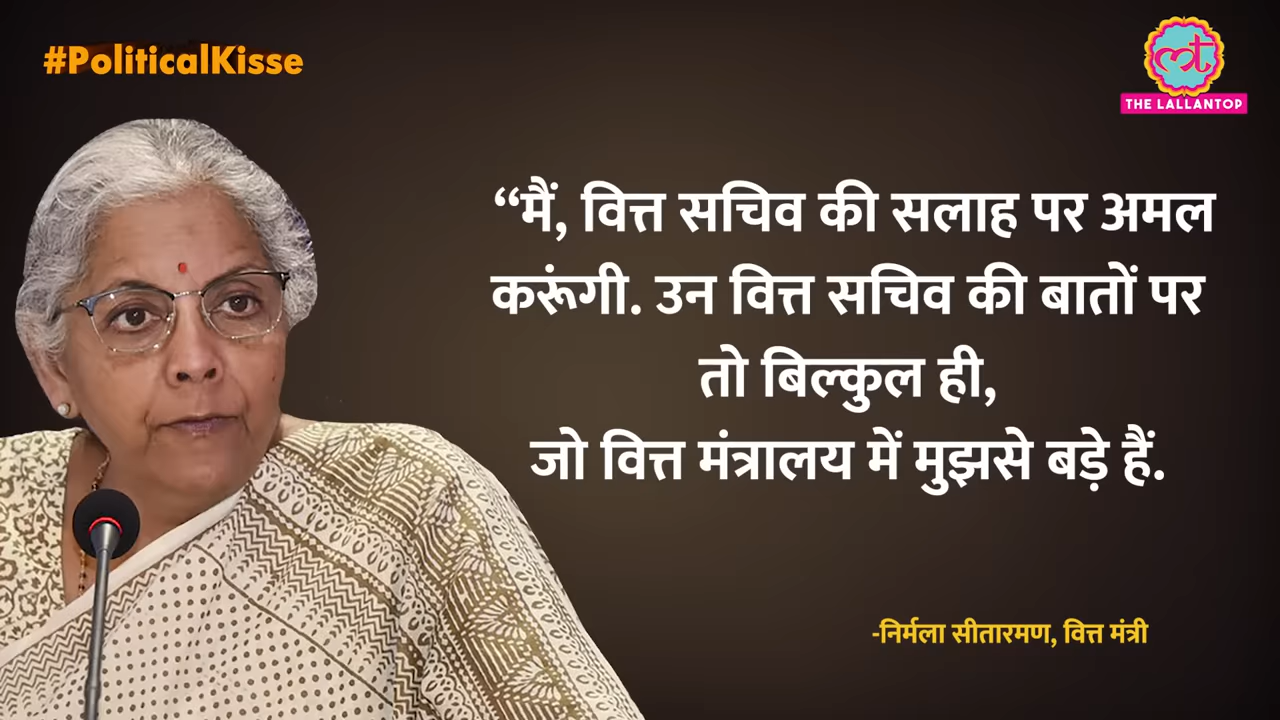 #PoliticalKisse
THE LALLANTOP
“मैं, वित्त सचिव की सलाह पर अमल
करूंगी. उन वित्त सचिव की बातों पर
तो बिल्कुल ही,
जो वित्त मंत्रालय में मुझसे बड़े हैं.
-निर्मला सीतारमण, वित्त मंत्री